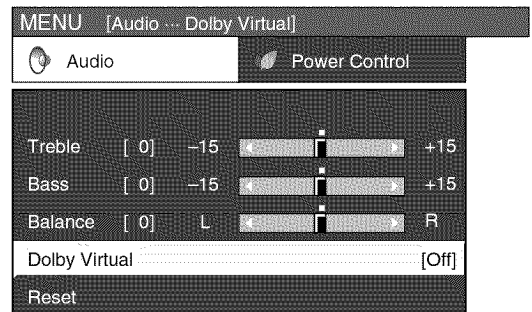 MENU [Audio ··· Dolby Virtual]
Audio Power Control
Treble [ 0] –15 +15
Bass [ 0] –15 +15
Balance [ 0] L R
Dolby Virtual [Off]
Reset